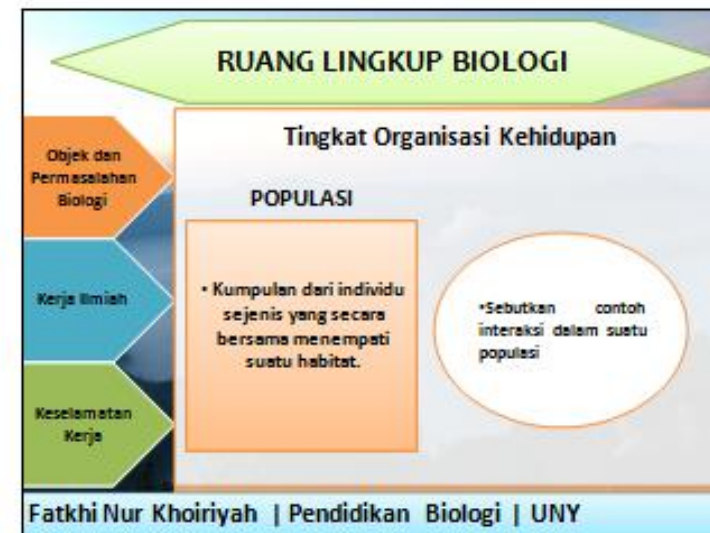 RUANG LINGKUP BIOLOGI
Objek dan
Permasalahan
Biologi
Kerja Ilmiah
Keselamatan
Kerja
Tingkat Organisasi Kehidupan
POPULASI
• Kumpulan dari individu
sejenis yang secara
bersama menempati
suatu habitat.
•Sebutkan contoh
interaksi dalam suatu
populasi
Fatkhi Nur Khoiriyah | Pendidikan Biologi | UNY